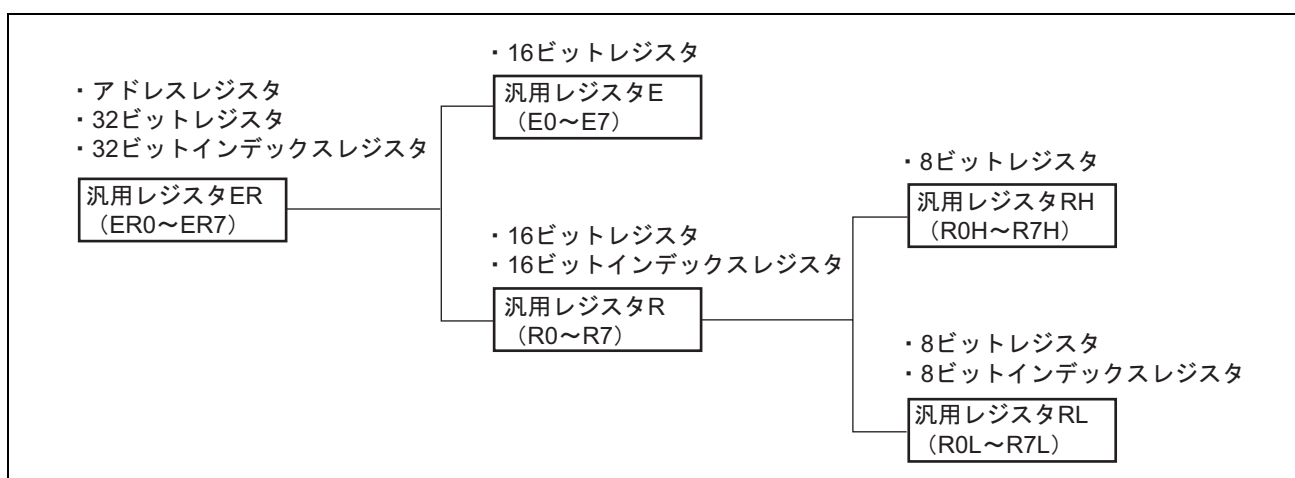 ・アドレスレジスタ
・32ビットレジスタ
・32ビットインデックスレジスタ
汎用レジスタER
（ER0～ER7）
・16ビットレジスタ
汎用レジスタE
（E0～E7）
・16ビットレジスタ
・16ビットインデックスレジスタ
汎用レジスタR
（R0～R7）
・8ビットレジスタ
汎用レジスタRH
（R0H～R7H）
・8ビットレジスタ
・8ビットインデックスレジスタ
汎用レジスタRL
（R0L～R7L）